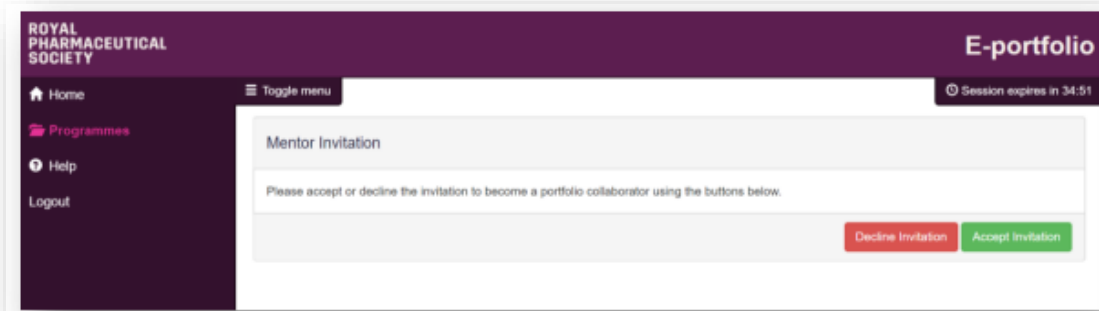 ROYAL
PHARMACEUTICAL
SOCIETY
E-portfolio
Home
Toggle menu
Session expires in 34:51
Programmes
Mentor Invitation
Help
Please accept or decline the invitation to become a portfolio collaborator using the buttons below.
Logout
Decline Invitation
Accept Invitation